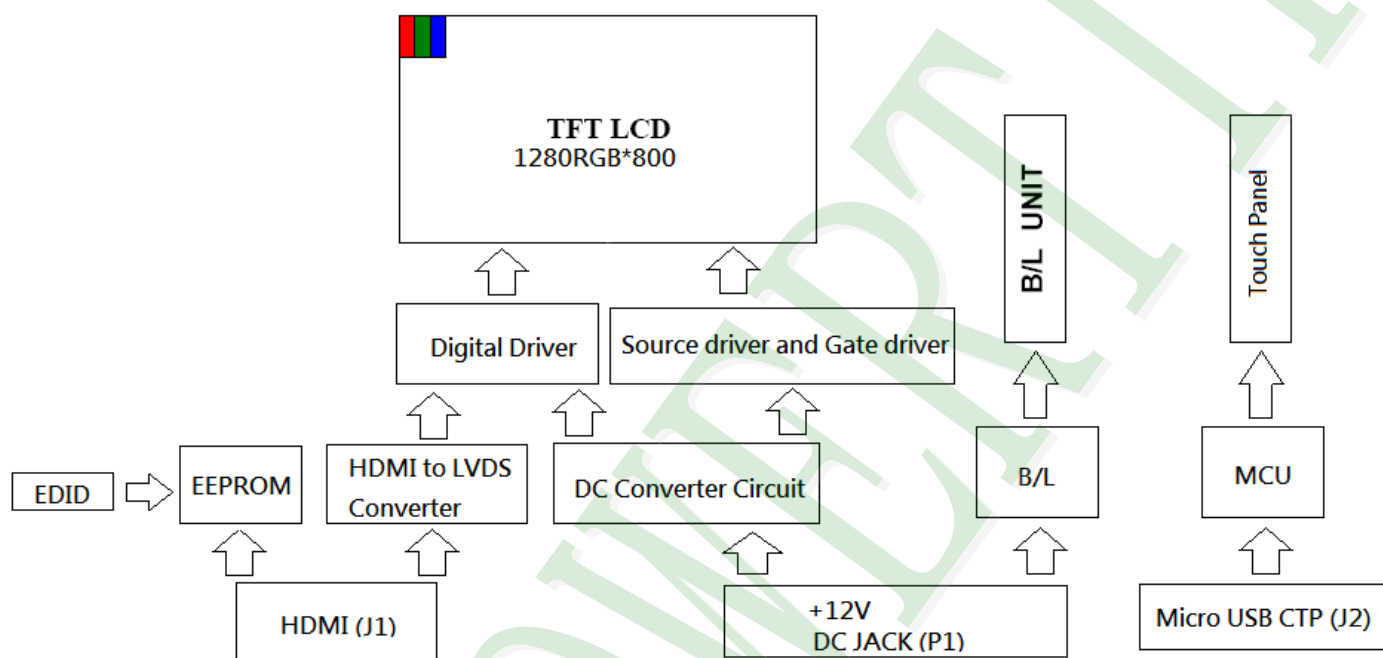 TFT LCD
1280RGB*800
B/L UNIT
Touch Panel
Digital Driver
Source driver and Gate driver
EDID
EEPROM
HDMI to LVDS
Converter
DC Converter Circuit
B/L
MCU
HDMI (J1)
+12V
DC JACK (P1)
Micro USB CTP (J2)